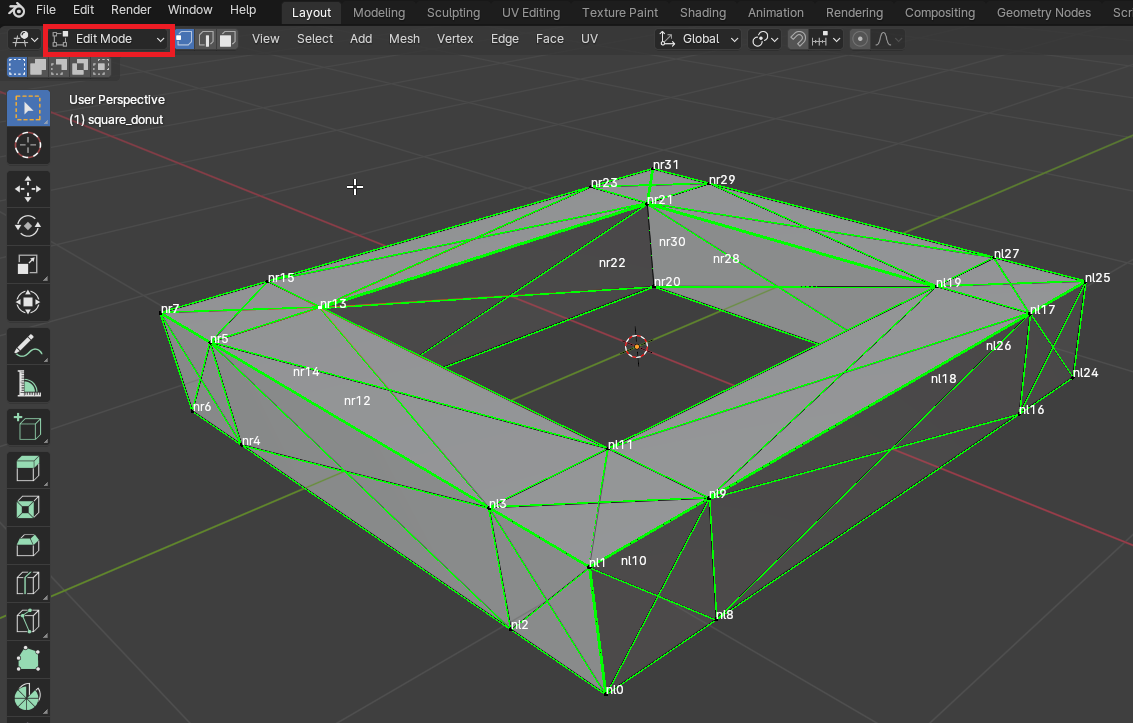 File Edit Render Window Help Layout Modeling Sculpting UV Editing Texture Paint Shading Animation Rendering Compositing Geometry Nodes
Edit Mode View Select Add Mesh Vertex Edge Face UV Global
User Perspective
(1) square_donut
nr31
nr23 nr29
nr21
nr30
nr22 nr28 nl27
nr15 nr20 nl19 nl25
nr7 nr13 nl17
nr5 nl26
nr14 nl18 nl24
nr6 nr12 nl16
nr4 nl11
nl3 nl9
nl1 nl10
nl2 nl8
nl0